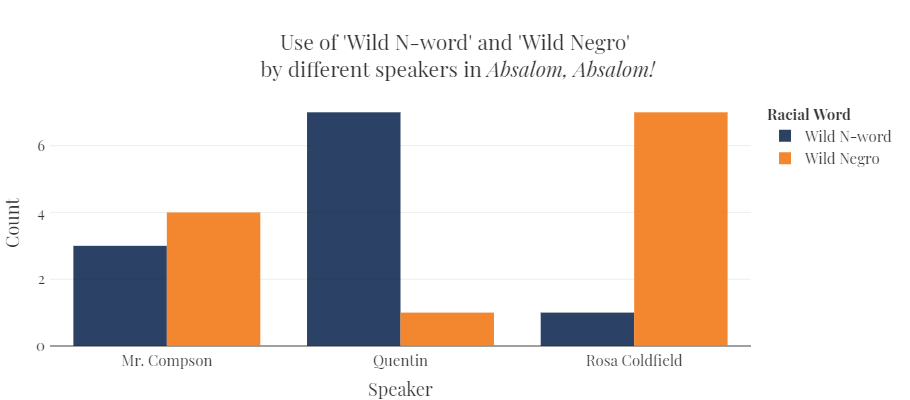 Use of 'Wild N-word' and 'Wild Negro'
by different speakers in Absalom, Absalom!
Racial Word
Wild N-word
Wild Negro
Count
6
4
2
0
Mr. Compson
Quentin
Rosa Coldfield
Speaker